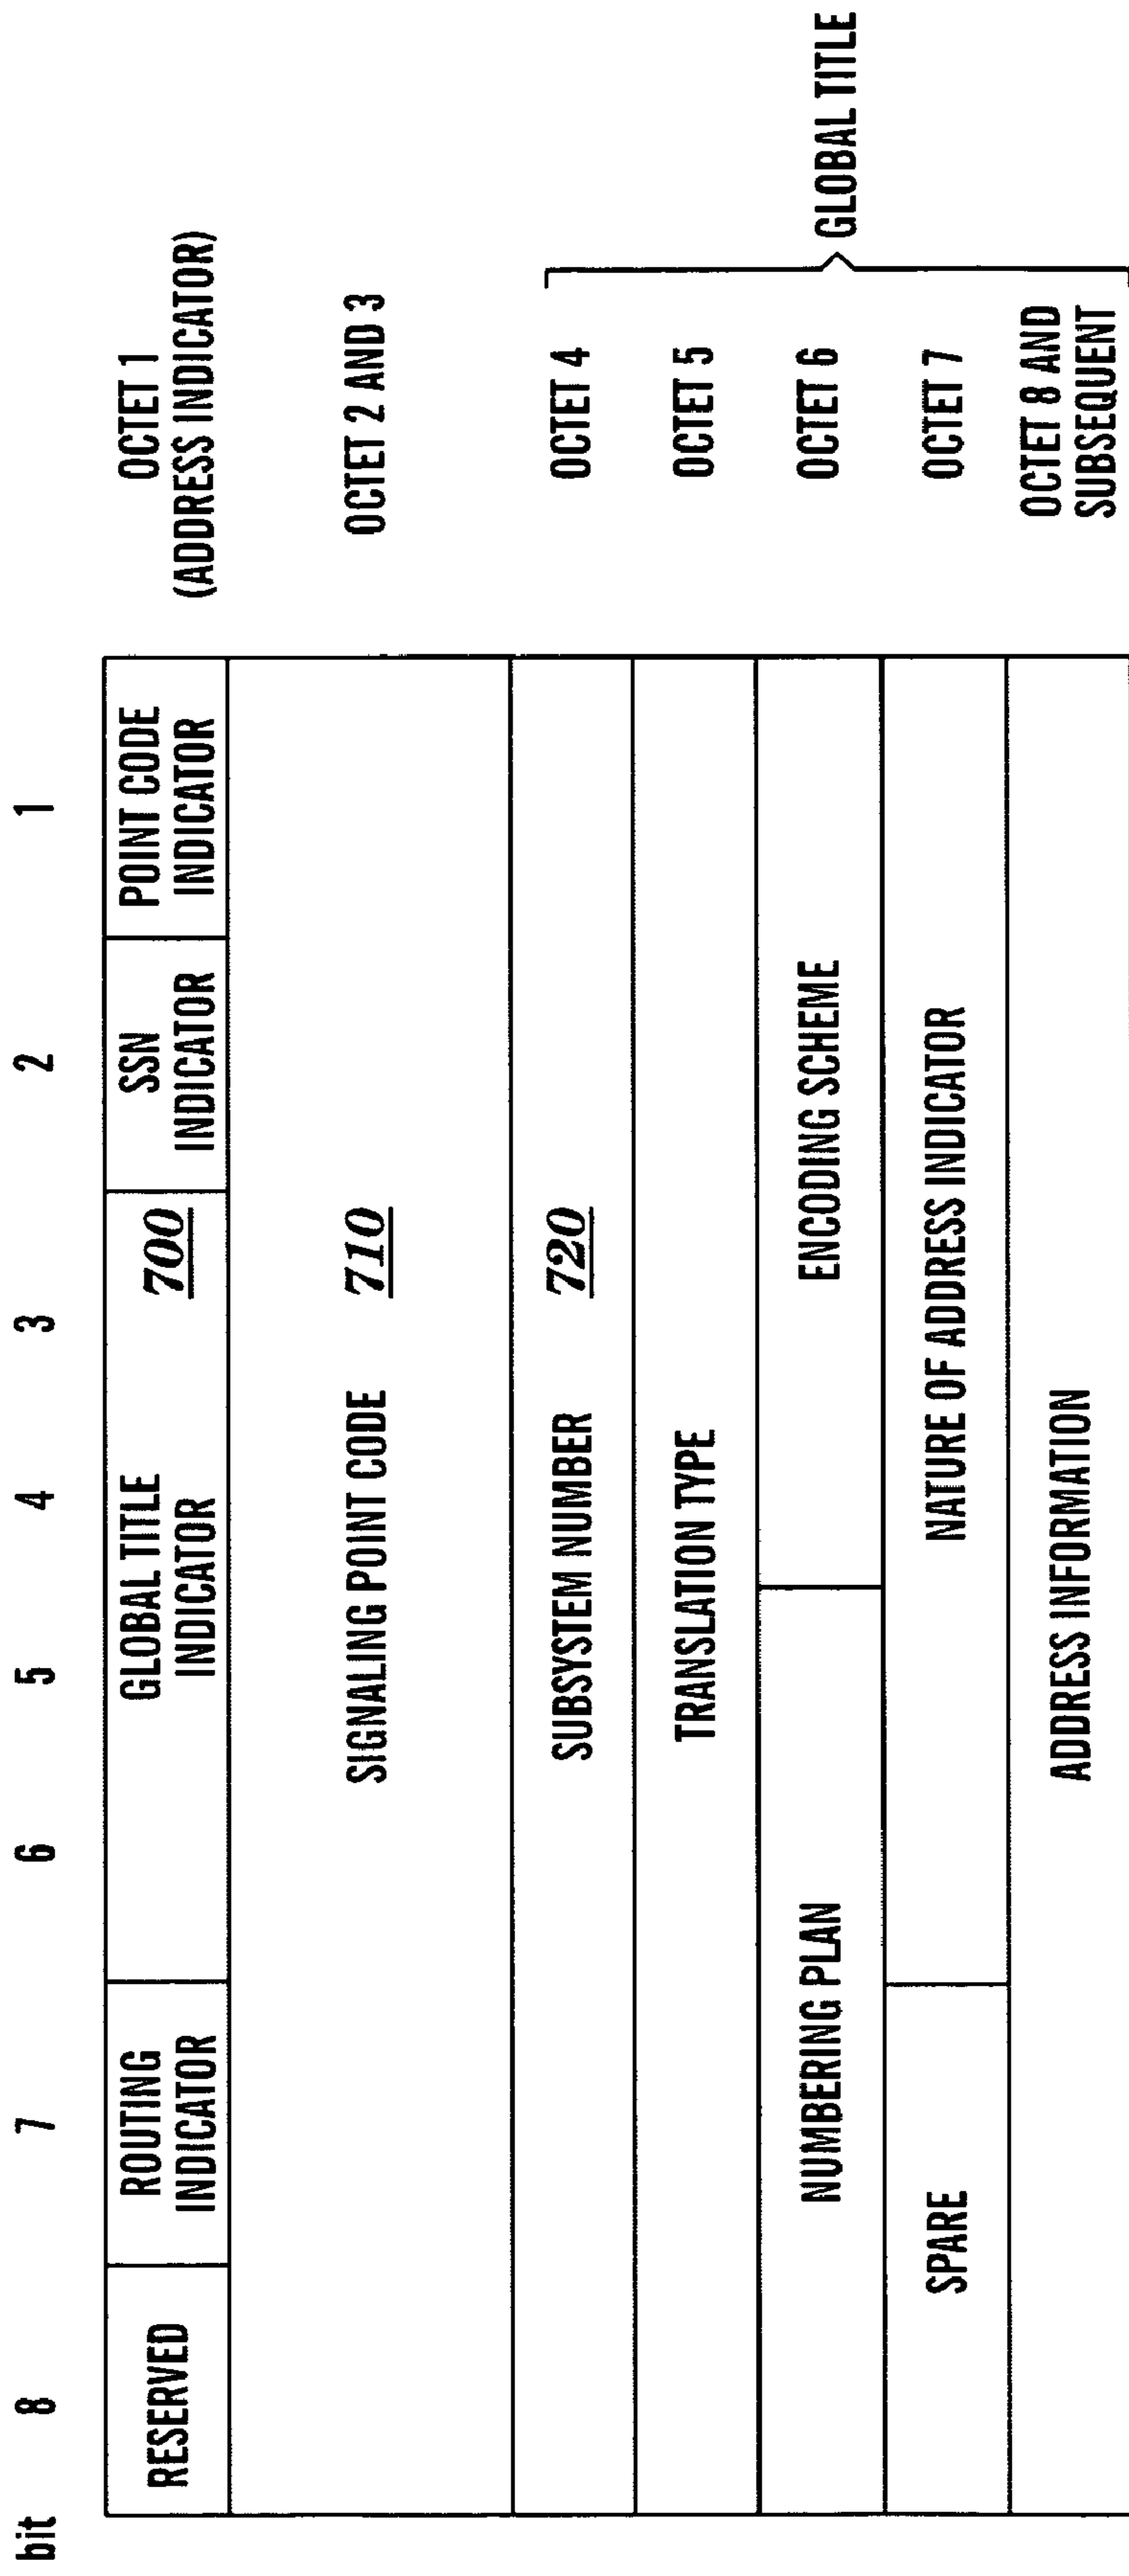 bit 8 7 6 5 4 3 2 1
RESERVED
ROUTING
INDICATOR
GLOBAL TITLE
INDICATOR
700
SSN
INDICATOR
POINT CODE
INDICATOR
OCTET 1
(ADDRESS INDICATOR)
SIGNALING POINT CODE 710
OCTET 2 AND 3
SUBSYSTEM NUMBER 720
OCTET 4
TRANSLATION TYPE
OCTET 5
NUMBERING PLAN
ENCODING SCHEME
OCTET 6
SPARE
NATURE OF ADDRESS INDICATOR
OCTET 7
ADDRESS INFORMATION
OCTET 8 AND
SUBSEQUENT
GLOBAL TITLE